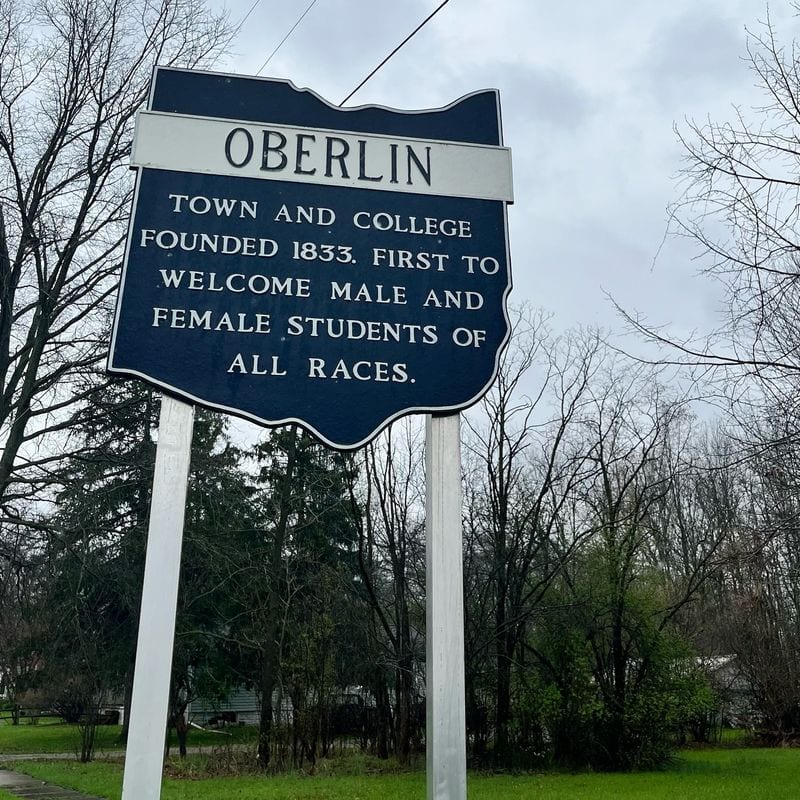 OBERLIN
TOWN AND COLLEGE
FOUNDED 1833. FIRST TO
WELCOME MALE AND
FEMALE STUDENTS OF
ALL RACES.